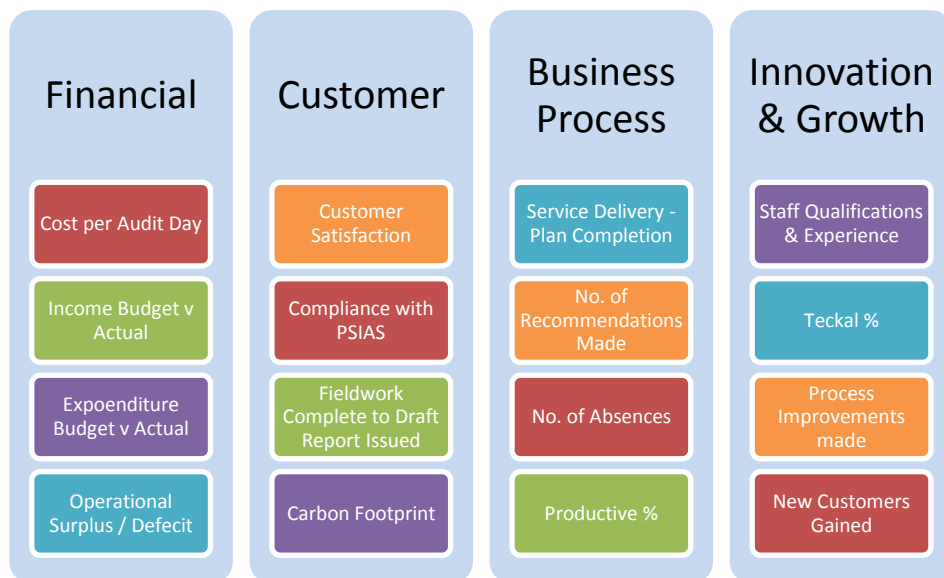 Financial
Cost per Audit Day
Income Budget v
Actual
Expoenditure
Budget v Actual
Operational
Surplus / Defecit
Customer
Customer
Satisfaction
Compliance with
PSIAS
Fieldwork
Complete to Draft
Report Issued
Carbon Footprint
Business
Process
Service Delivery -
Plan Completion
No. of
Recommendations
Made
No. of Absences
Productive %
Innovation
& Growth
Staff Qualifications
& Experience
Teckal %
Process
Improvements
made
New Customers
Gained